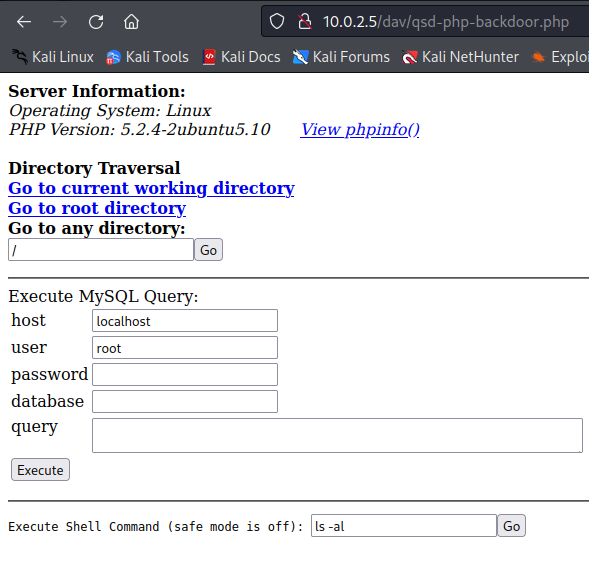 10.0.2.5/dav/qsd-php-backdoor.php
Kali Linux Kali Tools Kali Docs Kali Forums Kali NetHunter Exploi
Server Information:
Operating System: Linux
PHP Version: 5.2.4-2ubuntu5.10 View phpinfo()
Directory Traversal
Go to current working directory
Go to root directory
Go to any directory:
/ Go
Execute MySQL Query:
host localhost
user root
password
database
query
Execute
Execute Shell Command (safe mode is off): ls -al Go